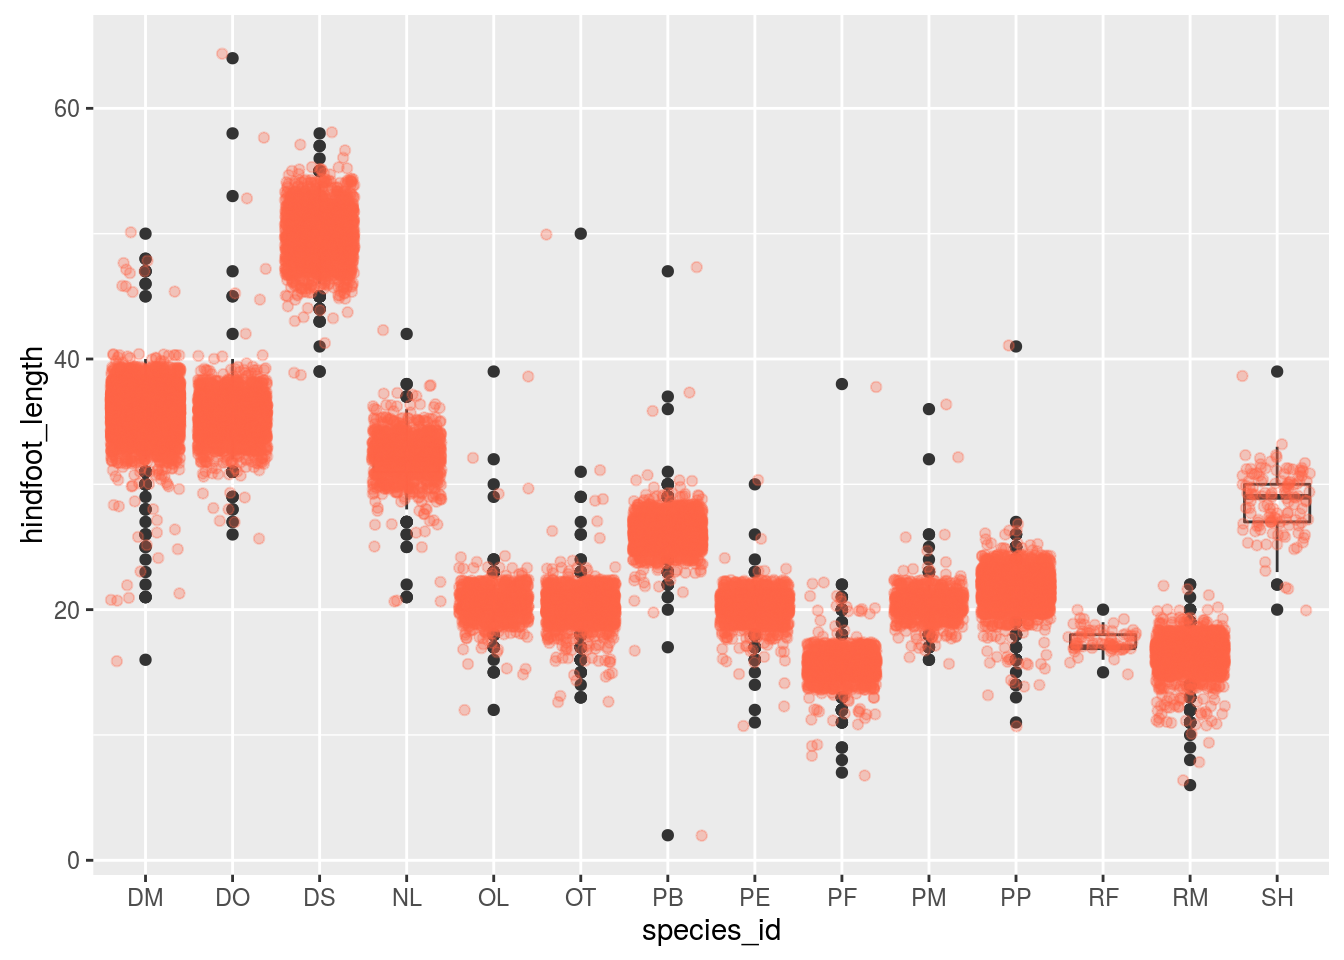 60
40
20
0
hindfoot_length
DM DO DS NL OL OT PB PE PF PM PP RF RM SH
species_id